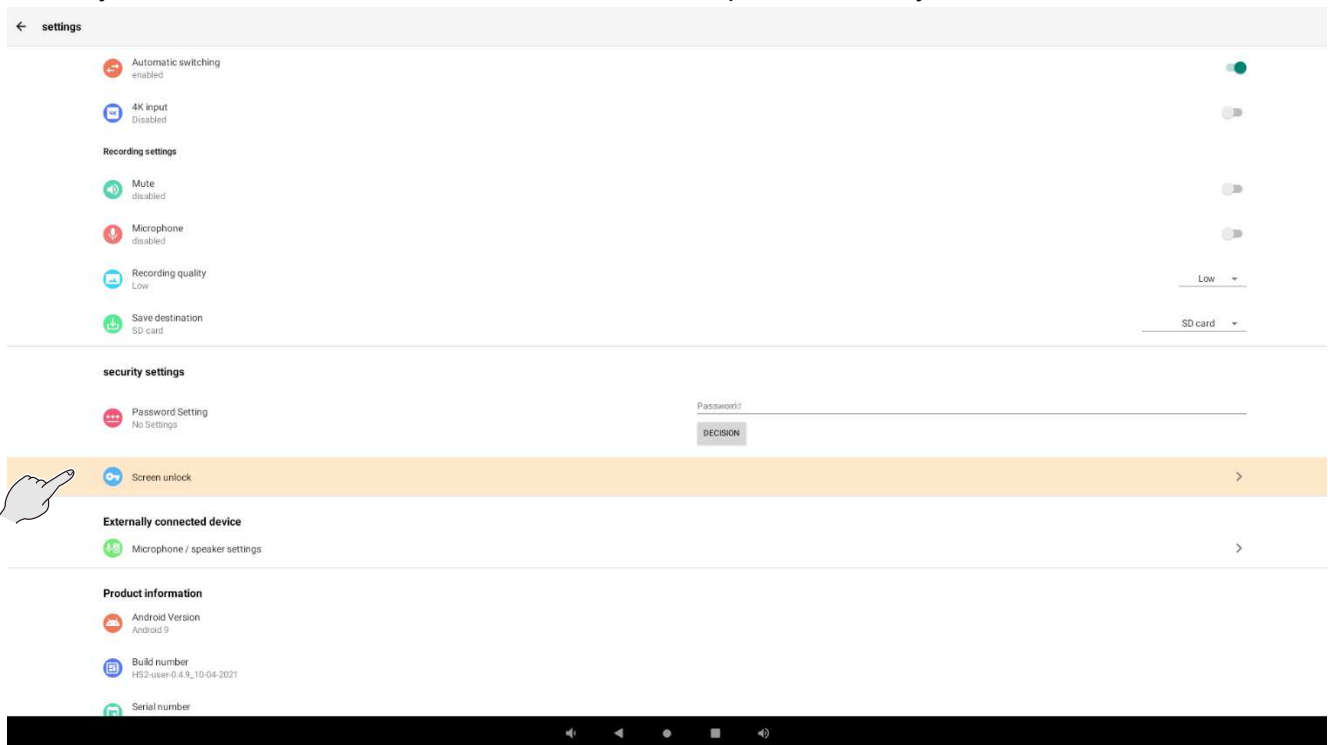 settings
Automatic switching
enabled
4K input
Disabled
Recording settings
Mute
disabled
Microphone
disabled
Recording quality
Low
Low
Save destination
SD card
SD card
security settings
Password Setting
No Settings
Password
DECISION
Screen unlock
Externally connected device
Microphone / speaker settings
Product information
Android Version
Android 9
Build number
HS2-user-0.4.9_10-04-2021
Serial number